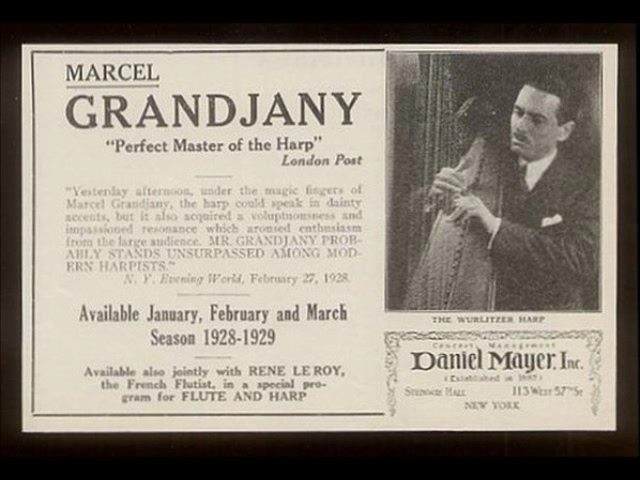 MARCEL
GRANDJANY
"Perfect Master of the Harp"
London Post
"Yesterday afternoon, under the magic fingers of
Marcel Grandjany, the harp could speak in dainty
accents, but it also acquired a voluptuousness and
impassioned resonance which aroused enthusiasm
from the large audience. MR. GRANDJANY PROB-
ABLY STANDS UNSURPASSED AMONG MOD-
ERN HARPISTS."
N. Y. Evening World, February 27, 1928.
Available January, February and March
Season 1928-1929
Available also jointly with RENE LE ROY,
the French Flutist, in a special pro-
gram for FLUTE AND HARP
THE WURLITZER HARP
Concert Management
Daniel Mayer, Inc.
(Established in 1887)
STEINWAY HALL 113 WEST 57TH ST
NEW YORK